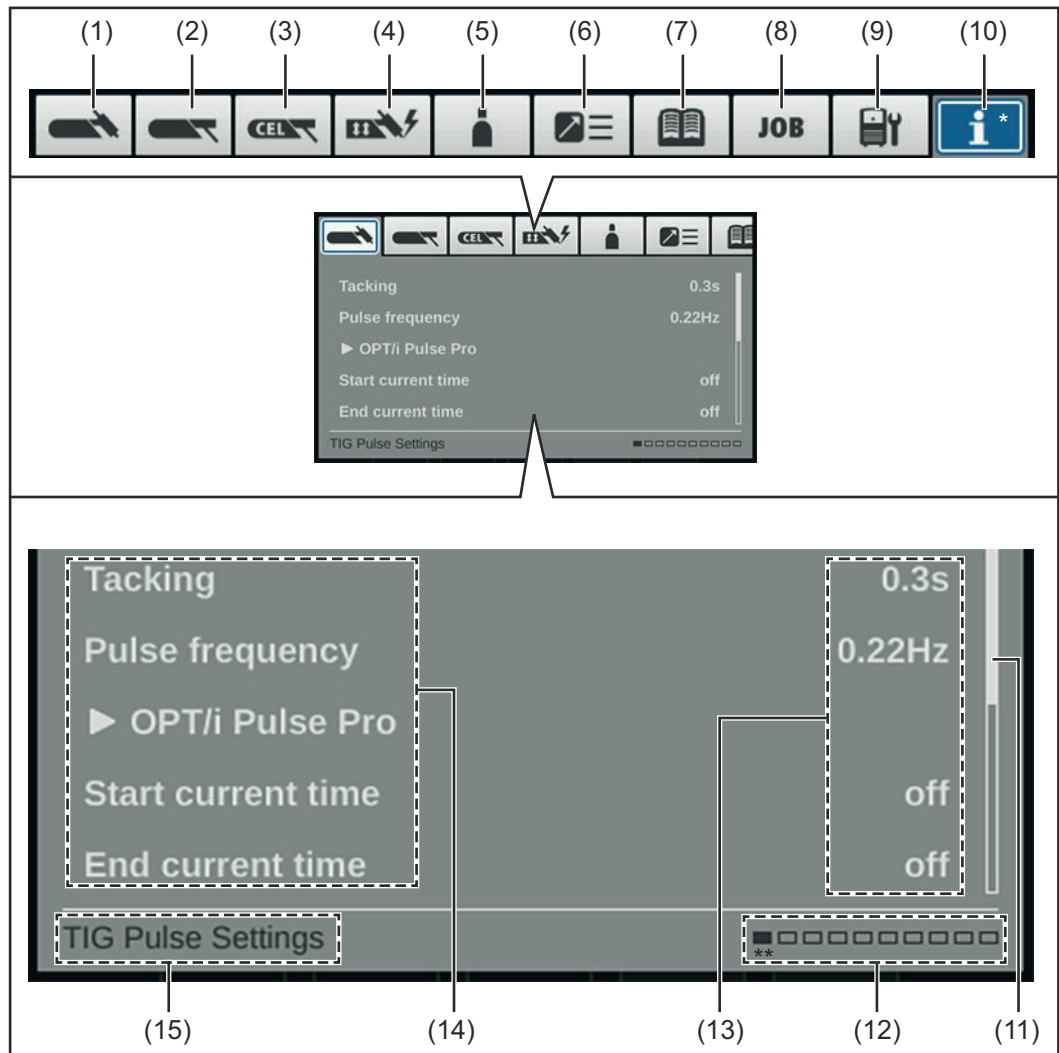 (1) (2) (3) (4) (5) (6) (7) (8) (9) (10)
CEL JOB i *
CEL
Tacking 0.3s
Pulse frequency 0.22Hz
▶ OPT/i Pulse Pro
Start current time off
End current time off
TIG Pulse Settings
Tacking 0.3s
Pulse frequency 0.22Hz
▶ OPT/i Pulse Pro
Start current time off
End current time off
TIG Pulse Settings
**
(15) (14) (13) (12) (11)